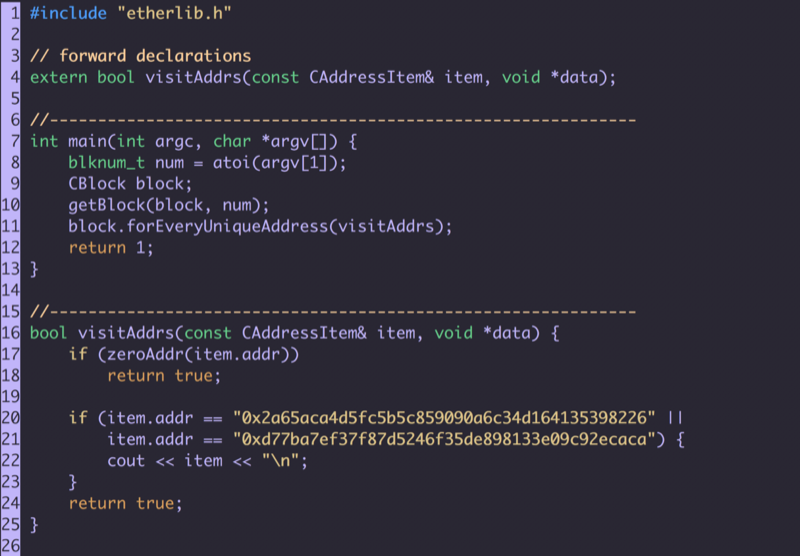 1 #include "etherlib.h"
2
3 // forward declarations
4 extern bool visitAddrs(const CAddressItem& item, void *data);
5
6 //-------------------------------------------------------------
7 int main(int argc, char *argv[]) {
8     blknum_t num = atoi(argv[1]);
9     CBlock block;
10     getBlock(block, num);
11     block.forEveryUniqueAddress(visitAddrs);
12     return 1;
13 }
14
15 //-------------------------------------------------------------
16 bool visitAddrs(const CAddressItem& item, void *data) {
17     if (zeroAddr(item.addr))
18         return true;
19
20     if (item.addr == "0x2a65aca4d5fc5b5c859090a6c34d164135398226" ||
21         item.addr == "0xd77ba7ef37f87d5246f35de898133e09c92ecaca") {
22         cout << item << "\n";
23     }
24     return true;
25 }
26